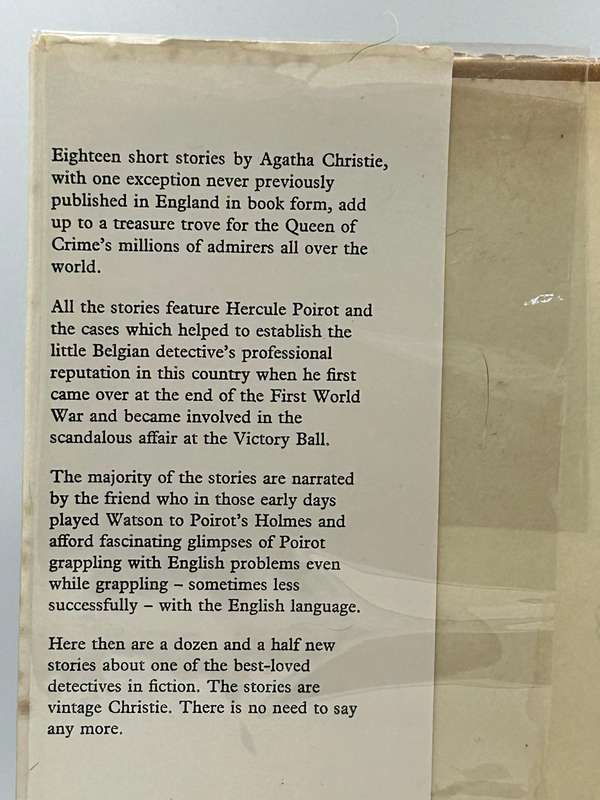 Eighteen short stories by Agatha Christie,
with one exception never previously
published in England in book form, add
up to a treasure trove for the Queen of
Crime's millions of admirers all over the
world.
All the stories feature Hercule Poirot and
the cases which helped to establish the
little Belgian detective's professional
reputation in this country when he first
came over at the end of the First World
War and became involved in the
scandalous affair at the Victory Ball.
The majority of the stories are narrated
by the friend who in those early days
played Watson to Poirot's Holmes and
afford fascinating glimpses of Poirot
grappling with English problems even
while grappling – sometimes less
successfully – with the English language.
Here then are a dozen and a half new
stories about one of the best-loved
detectives in fiction. The stories are
vintage Christie. There is no need to say
any more.